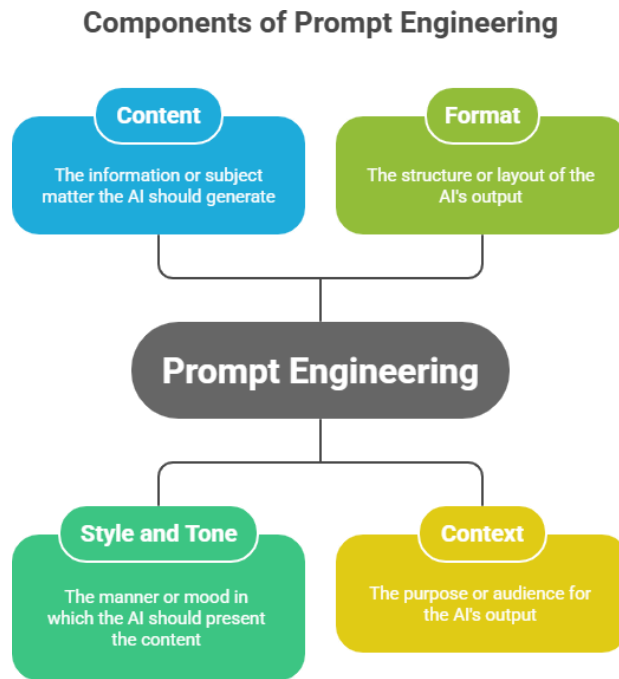 Components of Prompt Engineering
Content
The information or subject
matter the AI should generate
Format
The structure or layout of the
AI's output
Prompt Engineering
Style and Tone
The manner or mood in
which the AI should present
the content
Context
The purpose or audience for
the AI's output